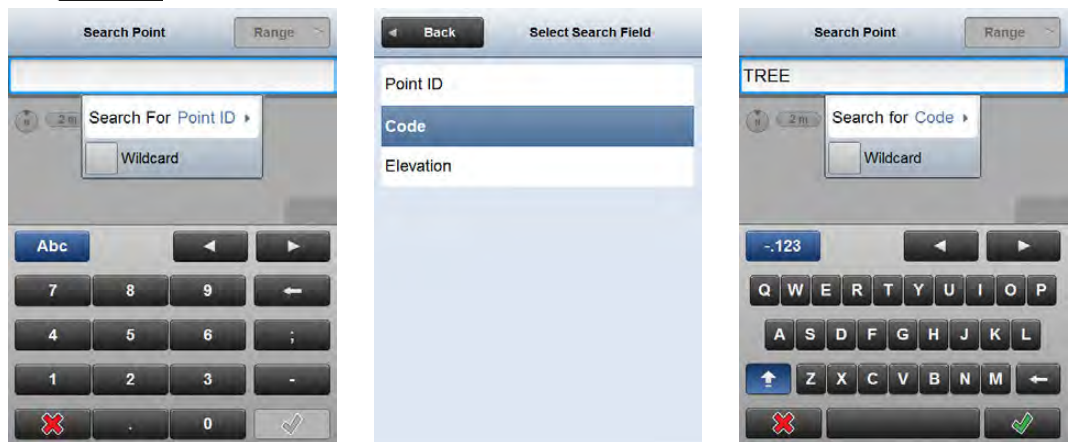 Search Point
Range
2 m
Search For Point ID
Wildcard
Abc
7 8 9
4 5 6 ;
1 2 3 -
. 0
Back
Select Search Field
Point ID
Code
Elevation
Search Point
Range
TREE
2 m
Search for Code
Wildcard
-.123
Q W E R T Y U I O P
A S D F G H J K L
Z X C V B N M